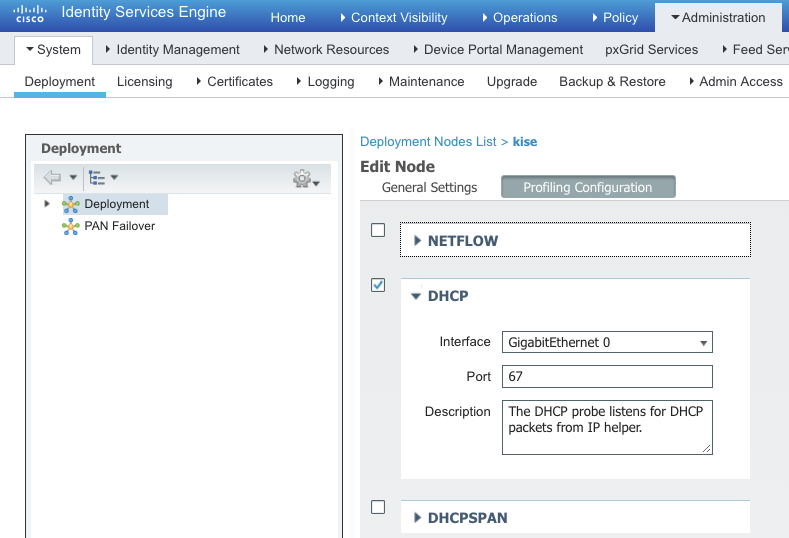 CISCO Identity Services Engine Home Context Visibility Operations Policy Administration
System Identity Management Network Resources Device Portal Management pxGrid Services Feed Serv
Deployment Licensing Certificates Logging Maintenance Upgrade Backup & Restore Admin Access
Deployment
Deployment
PAN Failover
Deployment Nodes List > kise
Edit Node
General Settings Profiling Configuration
NETFLOW
DHCP
Interface GigabitEthernet 0
Port 67
Description The DHCP probe listens for DHCP
packets from IP helper.
DHCPSPAN